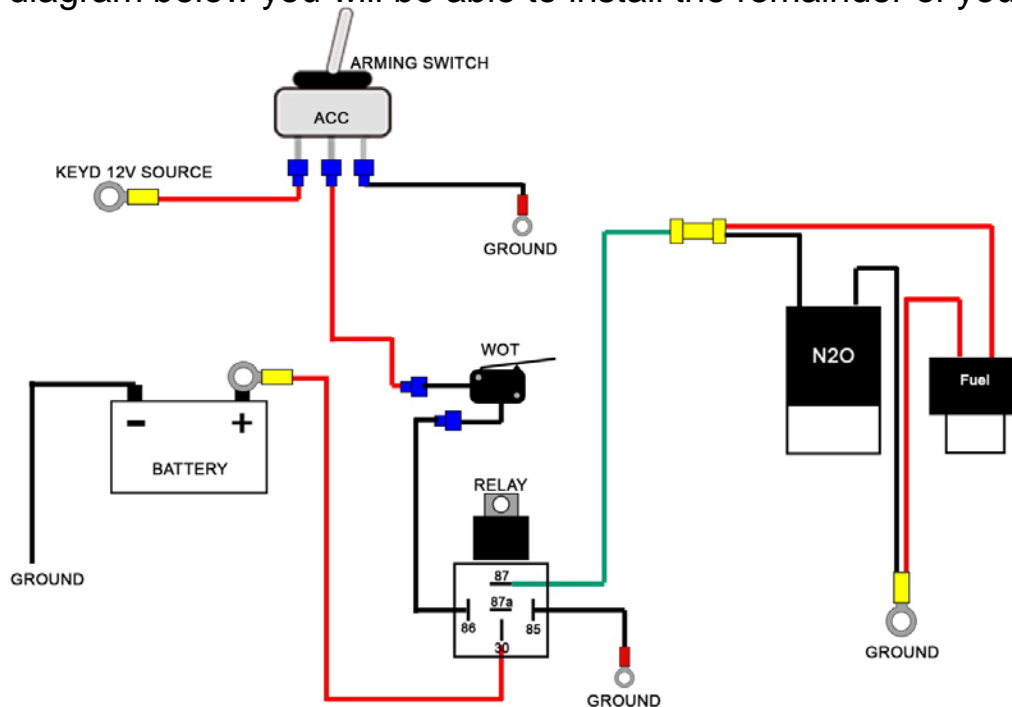 diagram below you will be able to install the remainder of you
ARMING SWITCH
ACC
KEYD 12V SOURCE
GROUND
WOT
N2O
Fuel
- +
BATTERY
RELAY
87
87a
86
85
30
GROUND
GROUND
GROUND